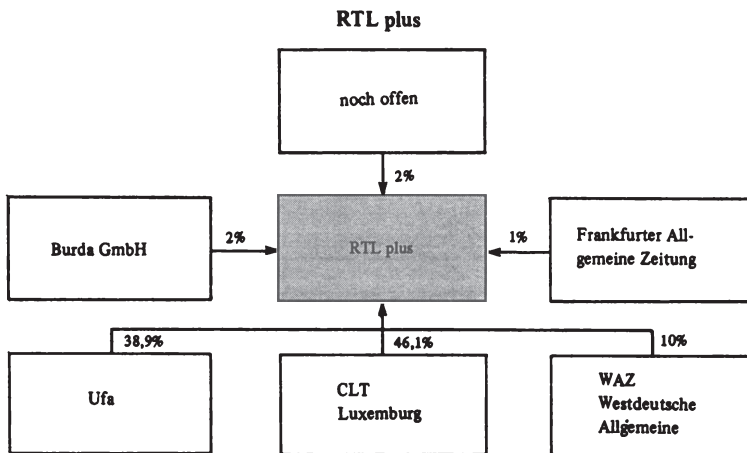 RTL plus
noch offen
2%
Burda GmbH
2%
RTL plus
1%
Frankfurter All-
gemeine Zeitung
38,9%
46,1%
10%
Ufa
CLT
Luxemburg
WAZ
Westdeutsche
Allgemeine